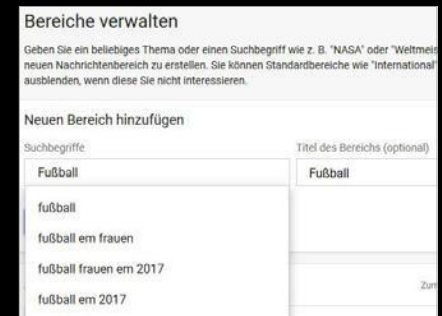 Bereiche verwalten
Geben Sie ein beliebiges Thema oder einen Suchbegriff wie z. B. "NASA" oder
neuen Nachrichtenbereich zu erstellen. Sie können Standardbereiche wie "International"
ausblenden, wenn diese Sie nicht interessieren.
Neuen Bereich hinzufügen
Suchbegriffe Titel des Bereichs (optional)
Fußball Fußball
fußball
fußball em frauen
fußball frauen em 2017
fußball em 2017